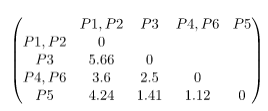 P1, P2 P3 P4, P6 P5
P1, P2 0
P3 5.66 0
P4, P6 3.6 2.5 0
P5 4.24 1.41 1.12 0